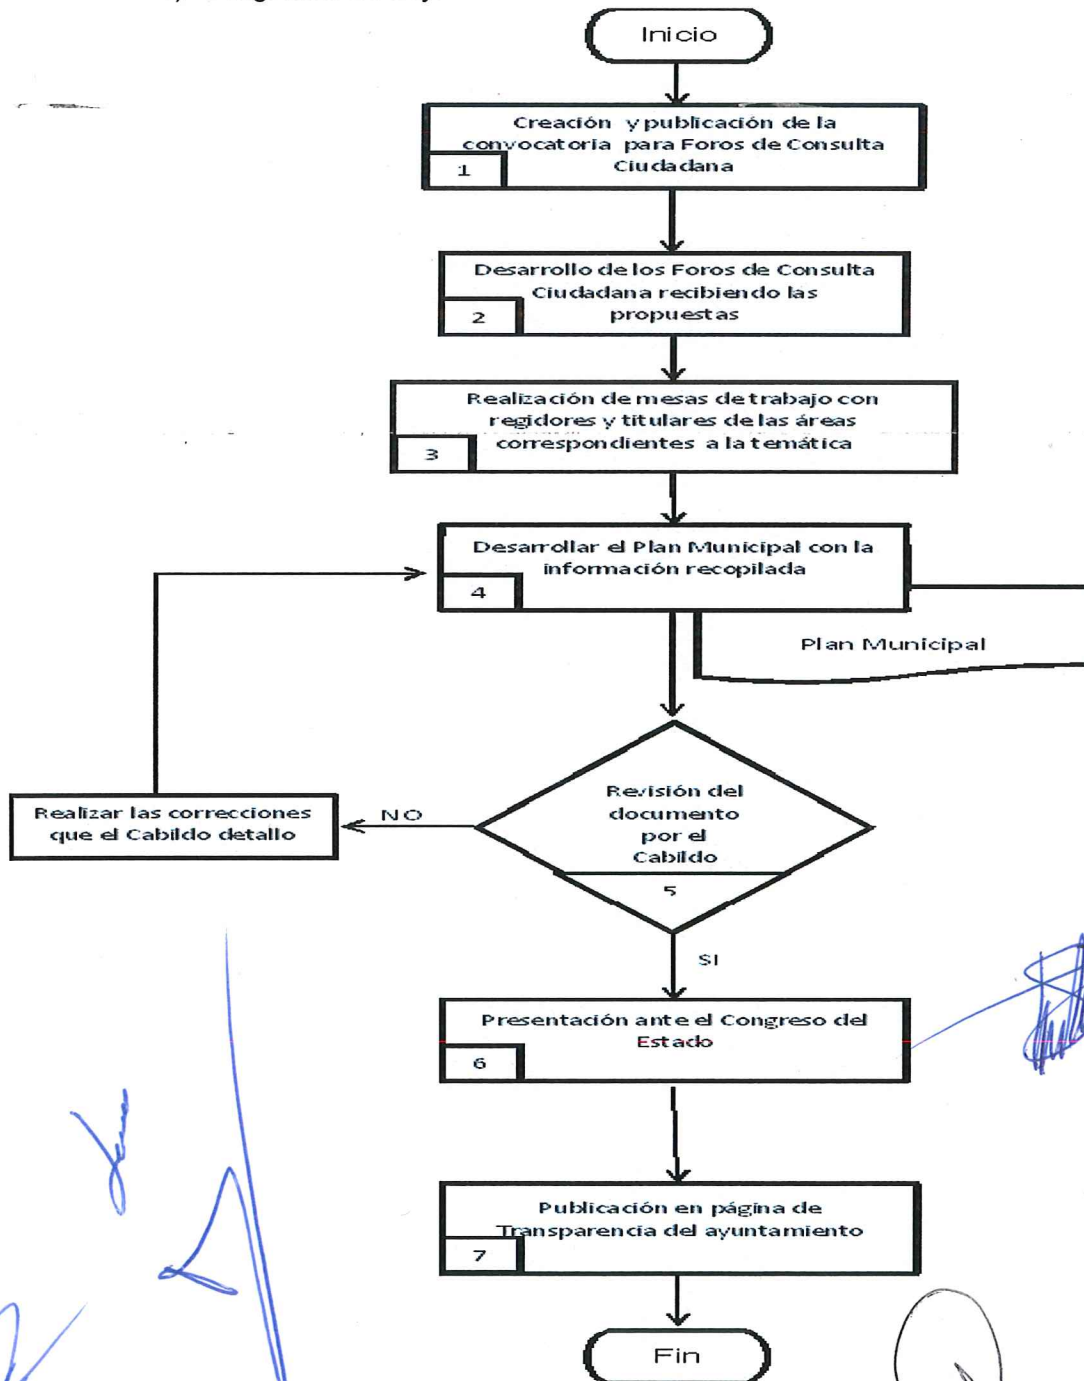 Inicio
Creación y publicación de la
convocatoria para Foros de Consulta
Ciudadana
1
Desarrollo de los Foros de Consulta
Ciudadana recibiendo las
propuestas
2
Realización de mesas de trabajo con
regidores y titulares de las áreas
correspondientes a la temática
3
Desarrollar el Plan Municipal con la
información recopilada
4
Plan Municipal
Revisión del
documento
por el
Cabildo
5
NO
Realizar las correcciones
que el Cabildo detallo
SI
Presentación ante el Congreso del
Estado
6
Publicación en página de
Transparencia del ayuntamiento
7
Fin